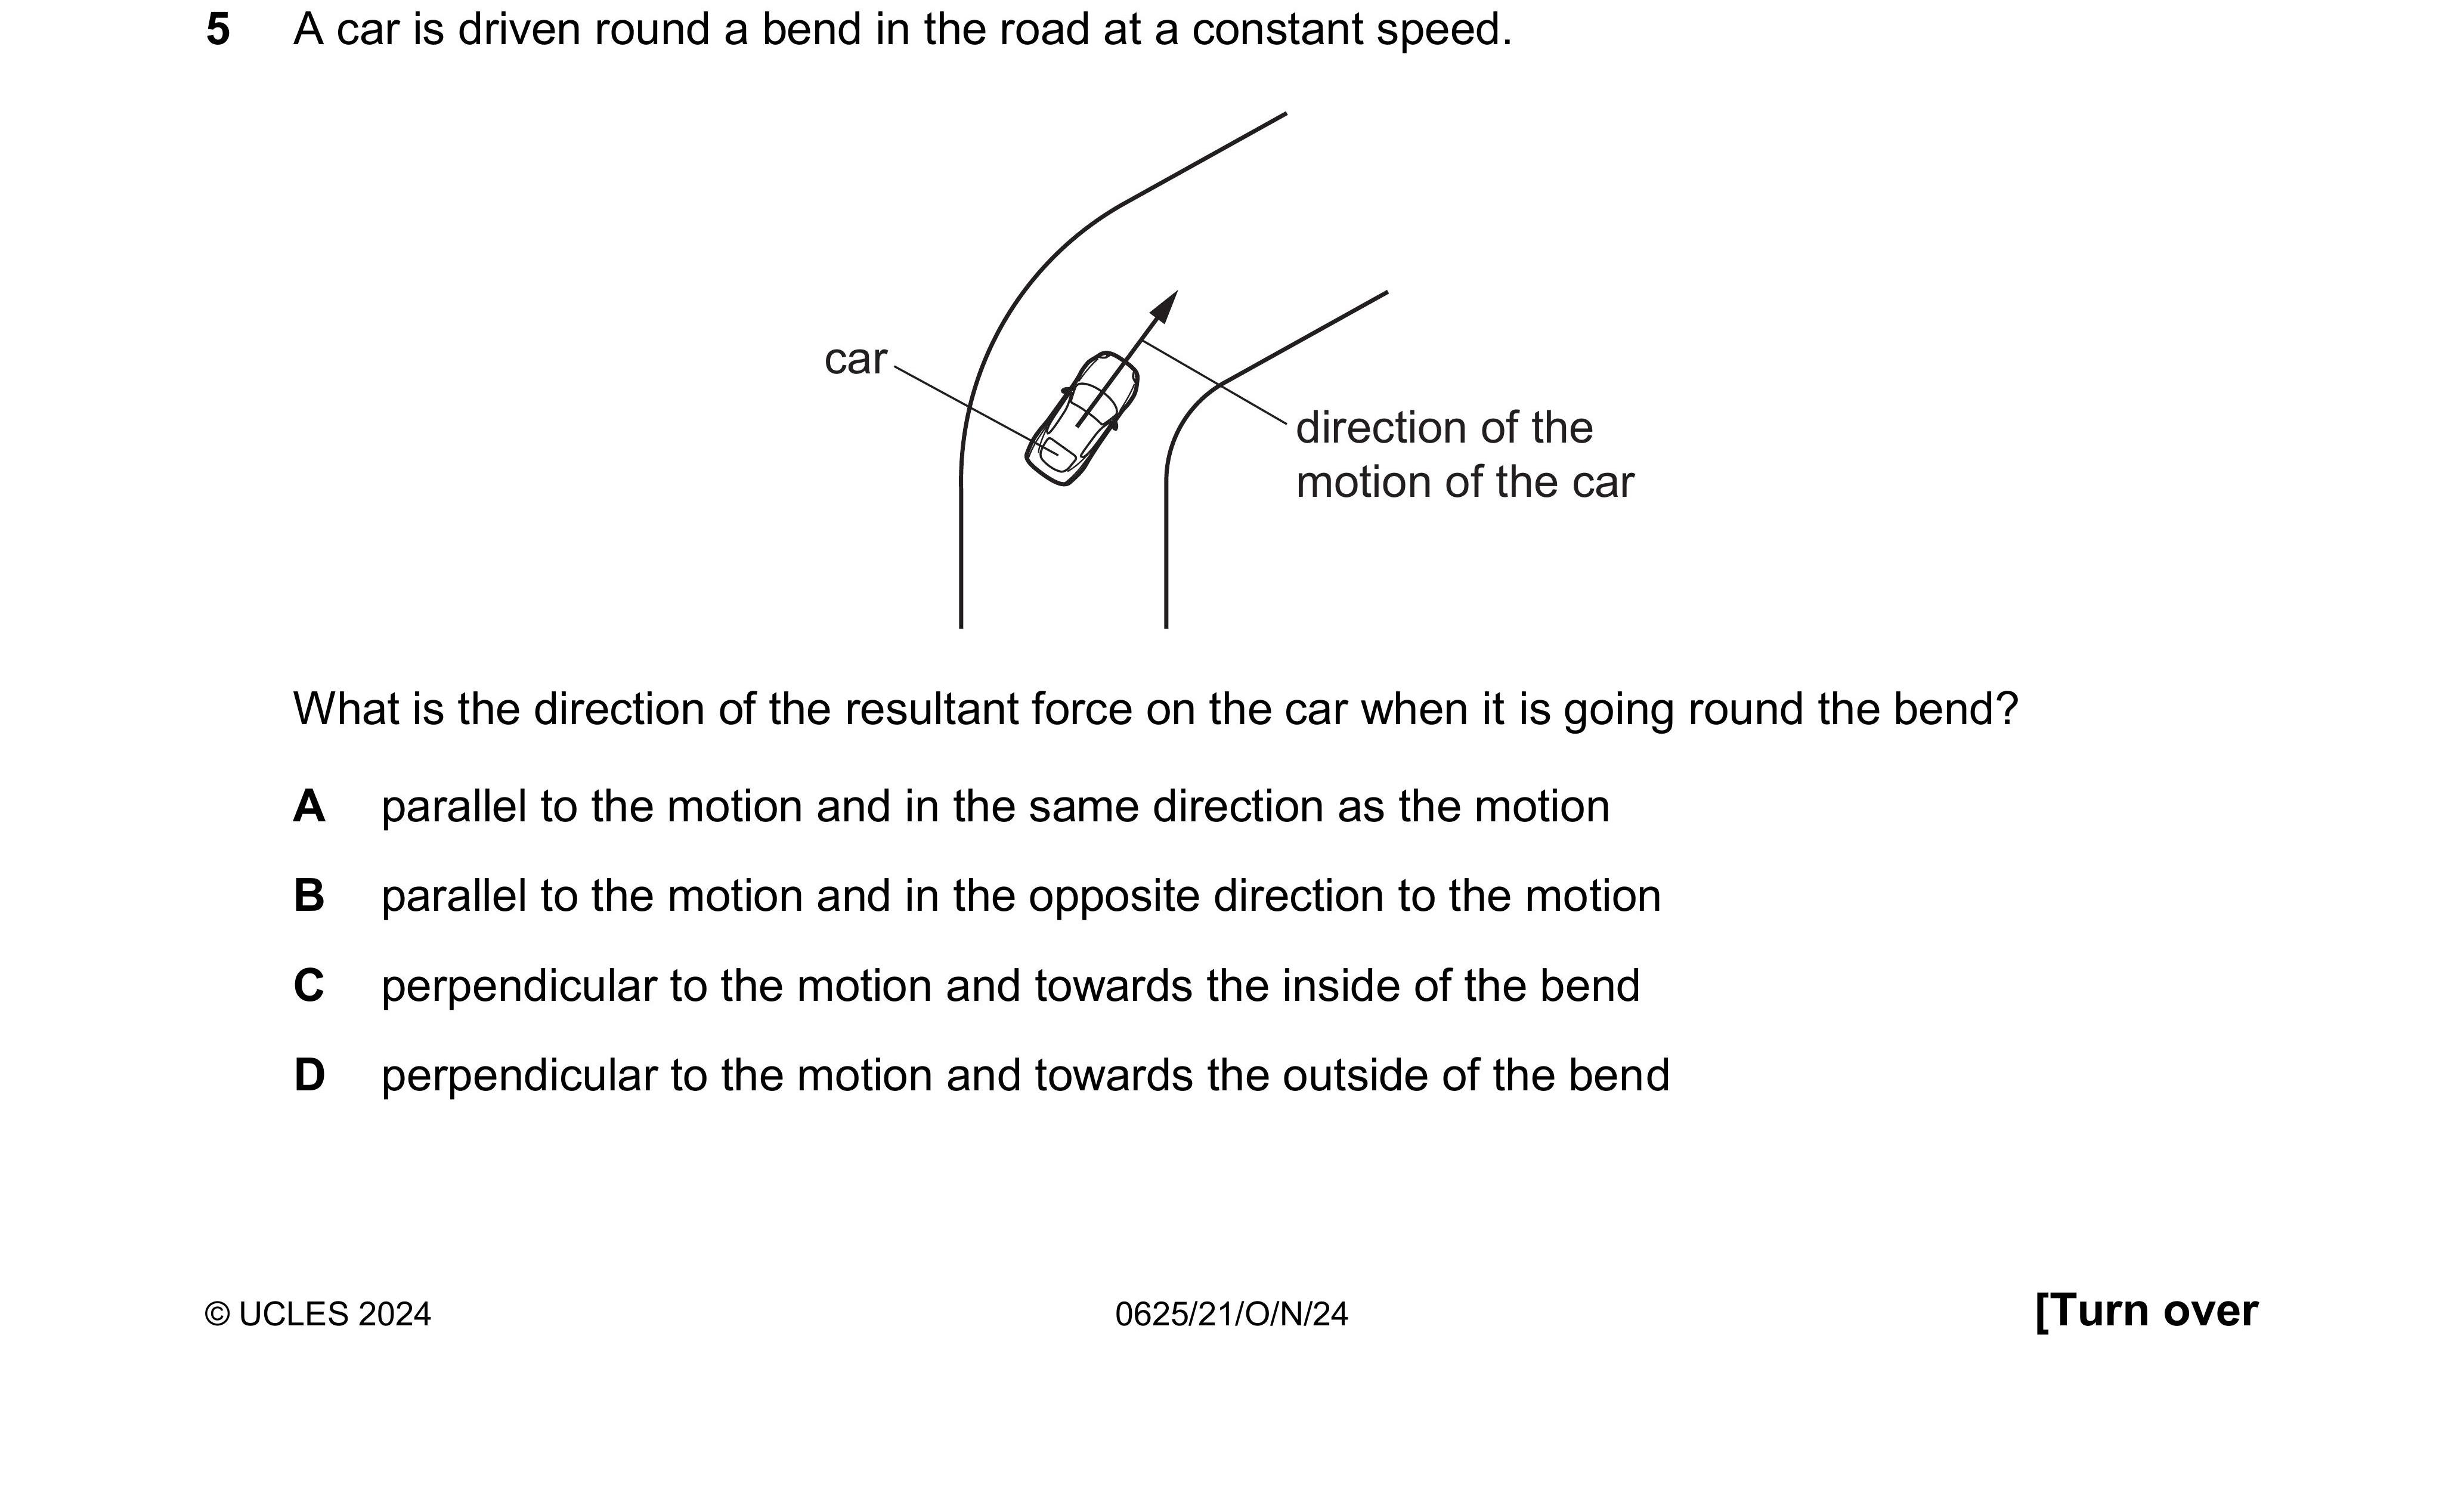 5 A car is driven round a bend in the road at a constant speed.
car
direction of the
motion of the car
What is the direction of the resultant force on the car when it is going round the bend?
A parallel to the motion and in the same direction as the motion
B parallel to the motion and in the opposite direction to the motion
C perpendicular to the motion and towards the inside of the bend
D perpendicular to the motion and towards the outside of the bend
© UCLES 2024 0625/21/O/N/24 [Turn over